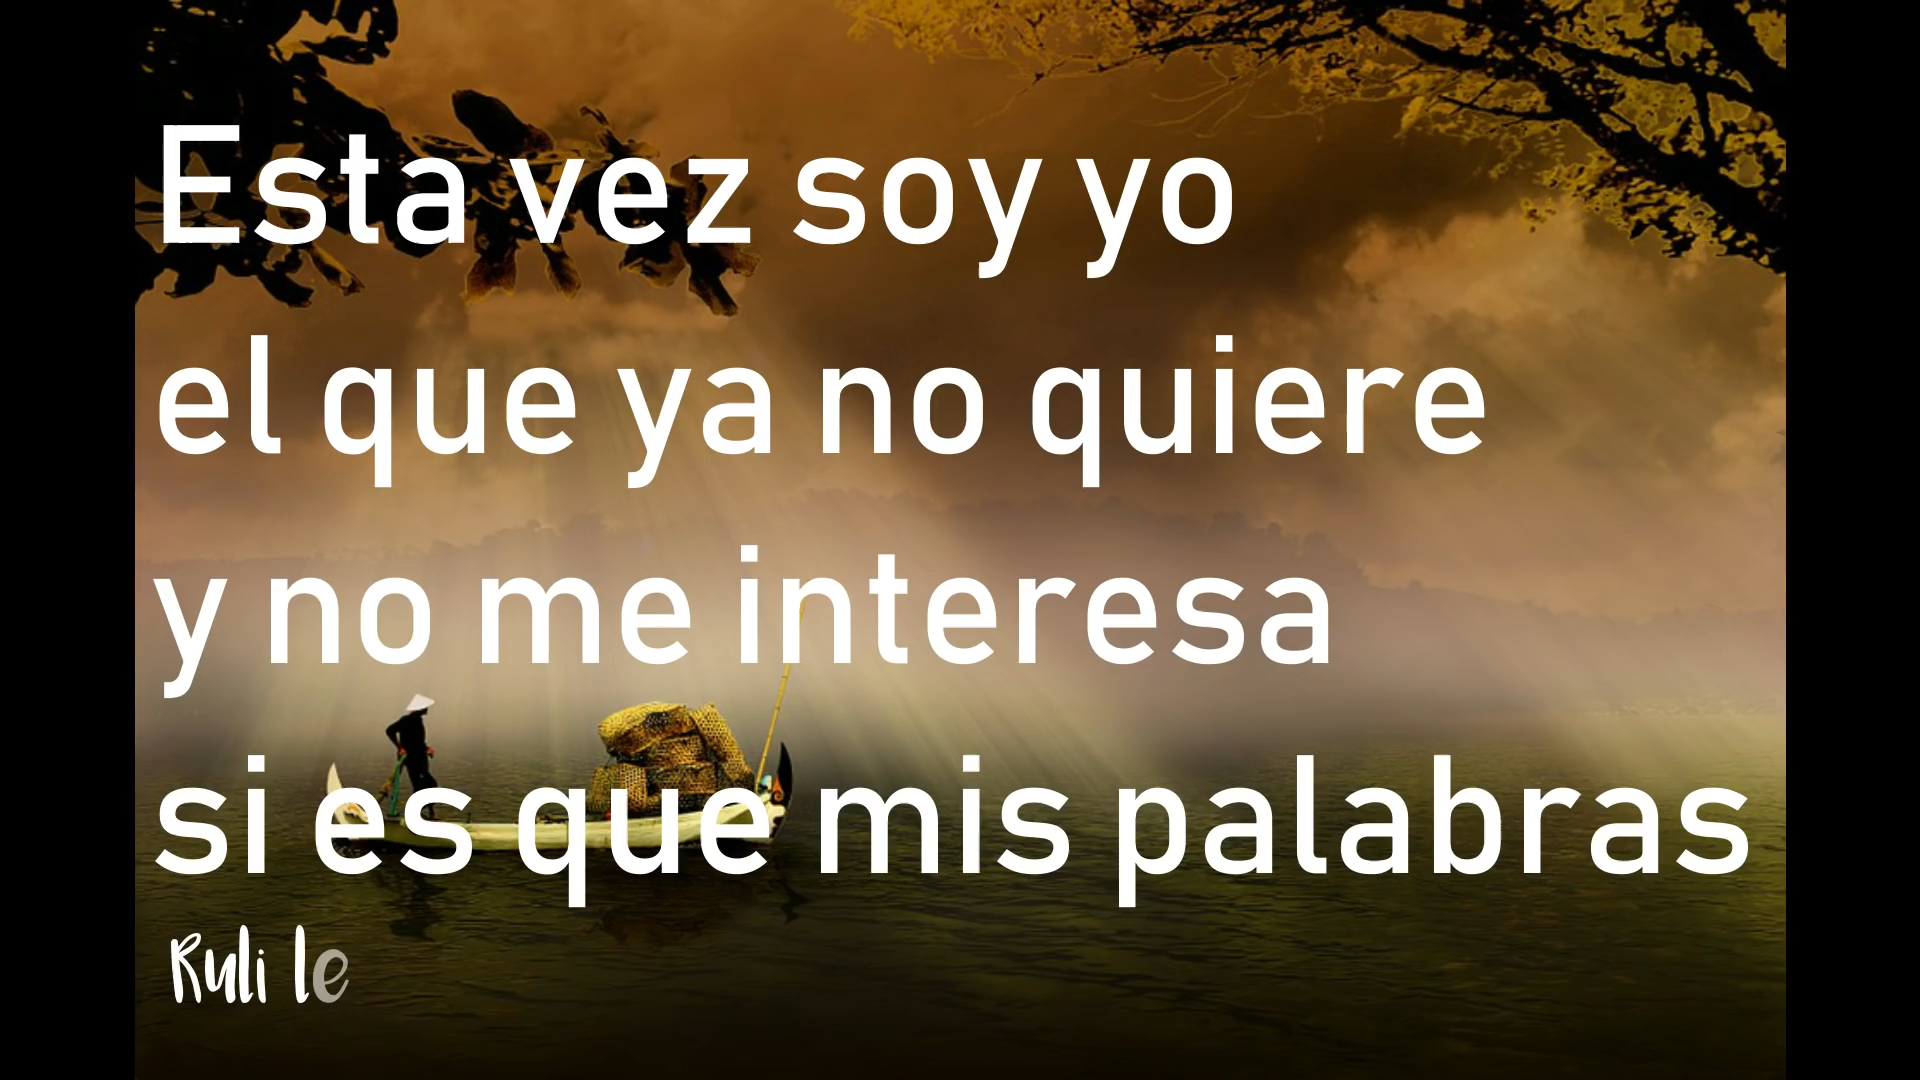 Esta vez soy yo
el que ya no quiere
y no me interesa
si es que mis palabras
Ruli le